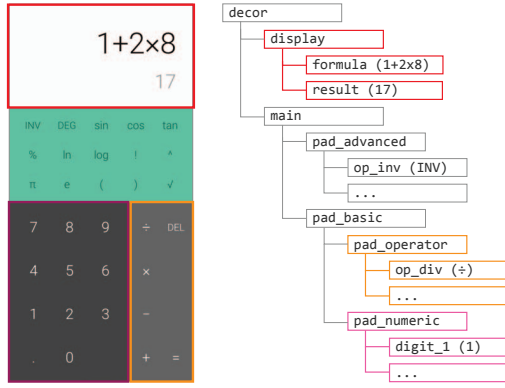 1+2×8
17
INV DEG sin cos tan
% ln log ! ^
π e ( ) √
7 8 9 ÷ DEL
4 5 6 ×
1 2 3 −
. 0 + =
decor
display
formula (1+2x8)
result (17)
main
pad_advanced
op_inv (INV)
...
pad_basic
pad_operator
op_div (÷)
...
pad_numeric
digit_1 (1)
...